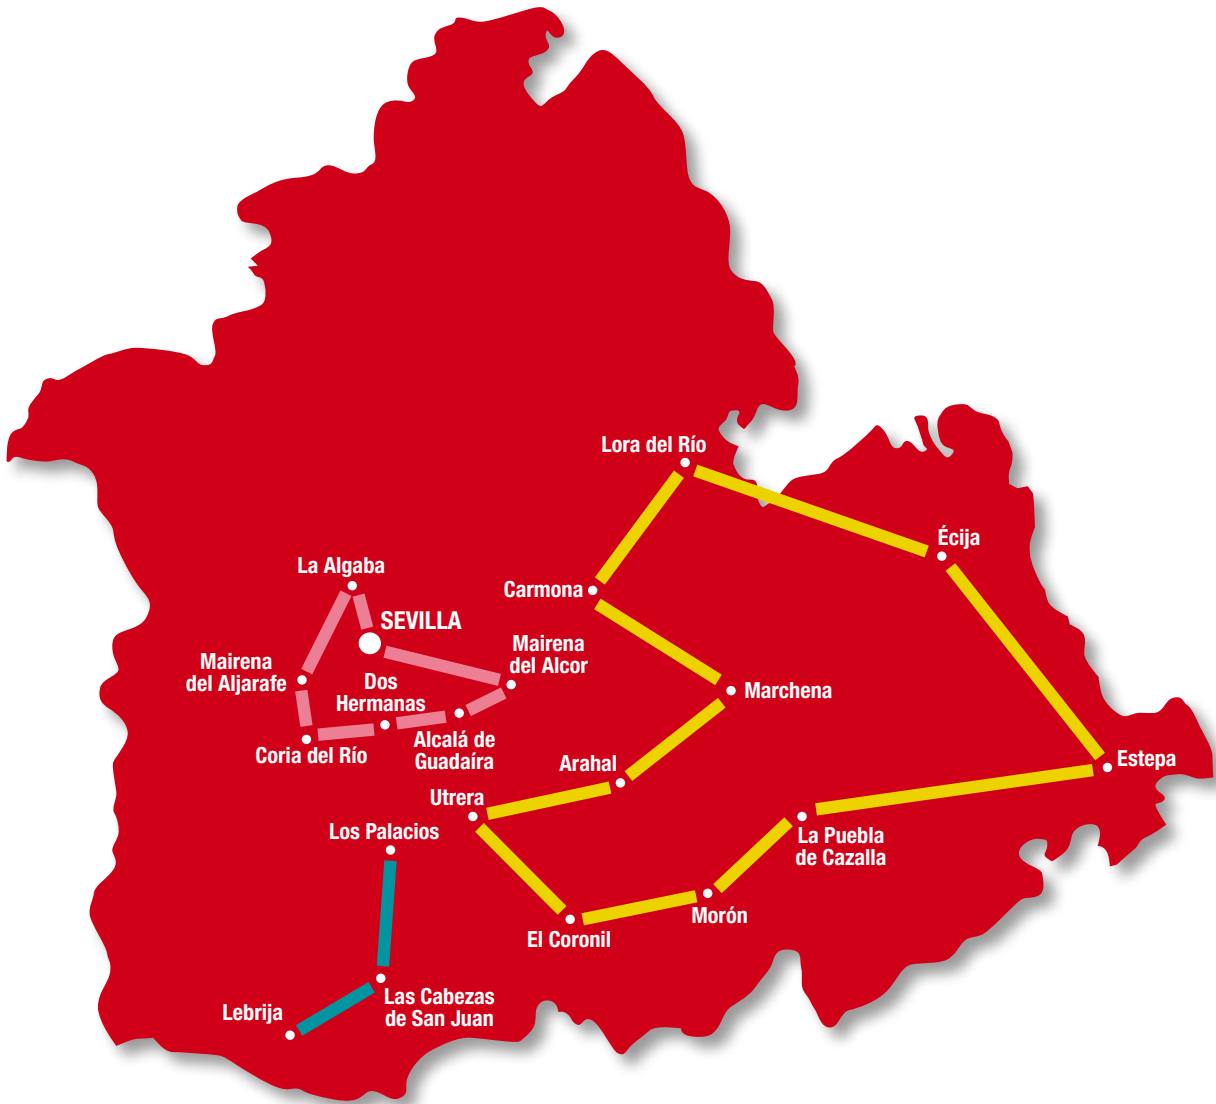 Lora del Río
Écija
La Algaba
Carmona
SEVILLA
Mairena
del Alcor
Mairena
del Aljarafe
Dos
Hermanas
Marchena
Coria del Río
Alcalá de
Guadaíra
Arahal
Estepa
Utrera
Los Palacios
La Puebla
de Cazalla
Morón
El Coronil
Las Cabezas
de San Juan
Lebrija